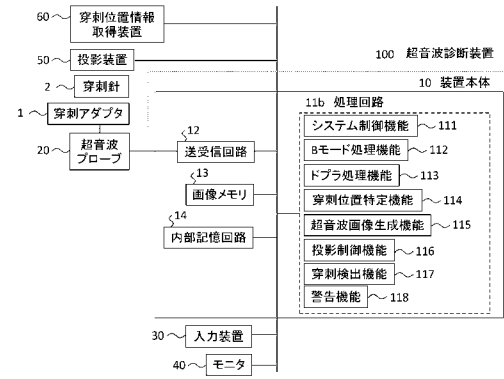 60 穿刺位置情報
取得装置
50 投影装置
100 超音波診断装置
2 穿刺針
10 装置本体
1 穿刺アダプタ
11b 処理回路
20 超音波
プローブ
12
送受信回路
13
画像メモリ
14
内部記憶回路
システム制御機能 111
Bモード処理機能 112
ドプラ処理機能 113
穿刺位置特定機能 114
超音波画像生成機能 115
投影制御機能 116
穿刺検出機能 117
警告機能 118
30 入力装置
40 モニタ